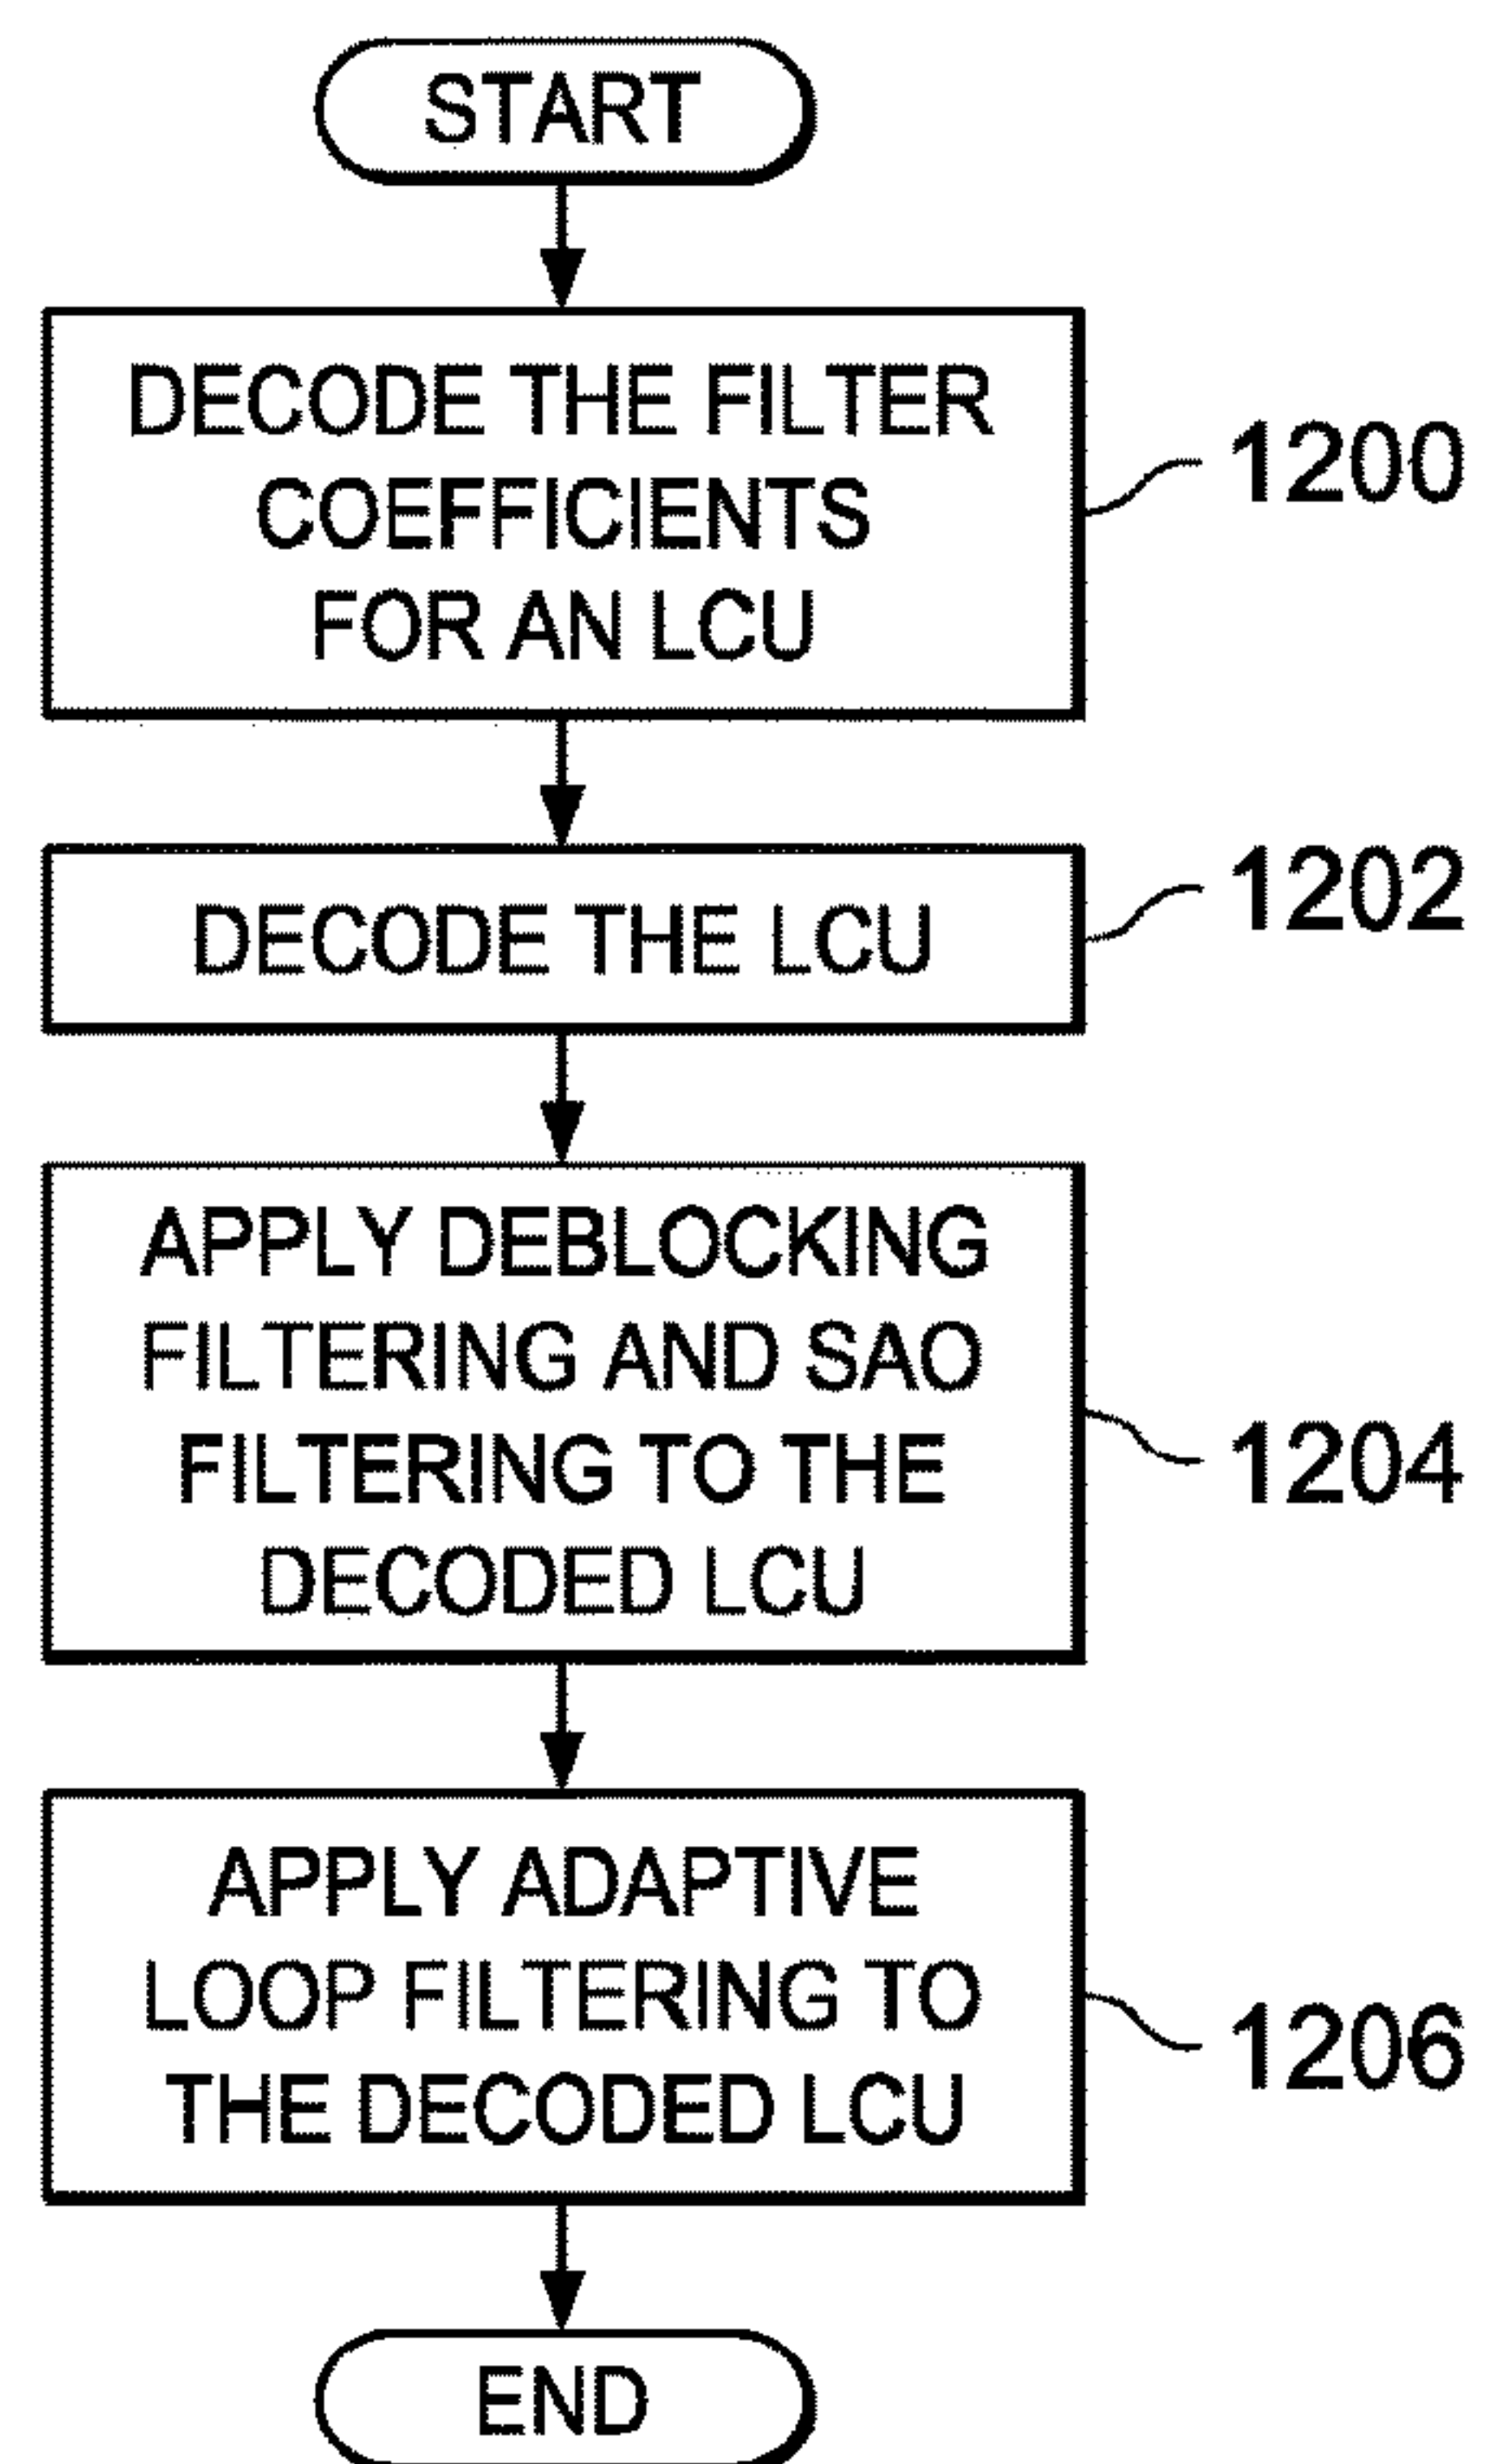 START
DECODE THE FILTER
COEFFICIENTS
FOR AN LCU
1200
DECODE THE LCU
1202
APPLY DEBLOCKING
FILTERING AND SAO
FILTERING TO THE
DECODED LCU
1204
APPLY ADAPTIVE
LOOP FILTERING TO
THE DECODED LCU
1206
END